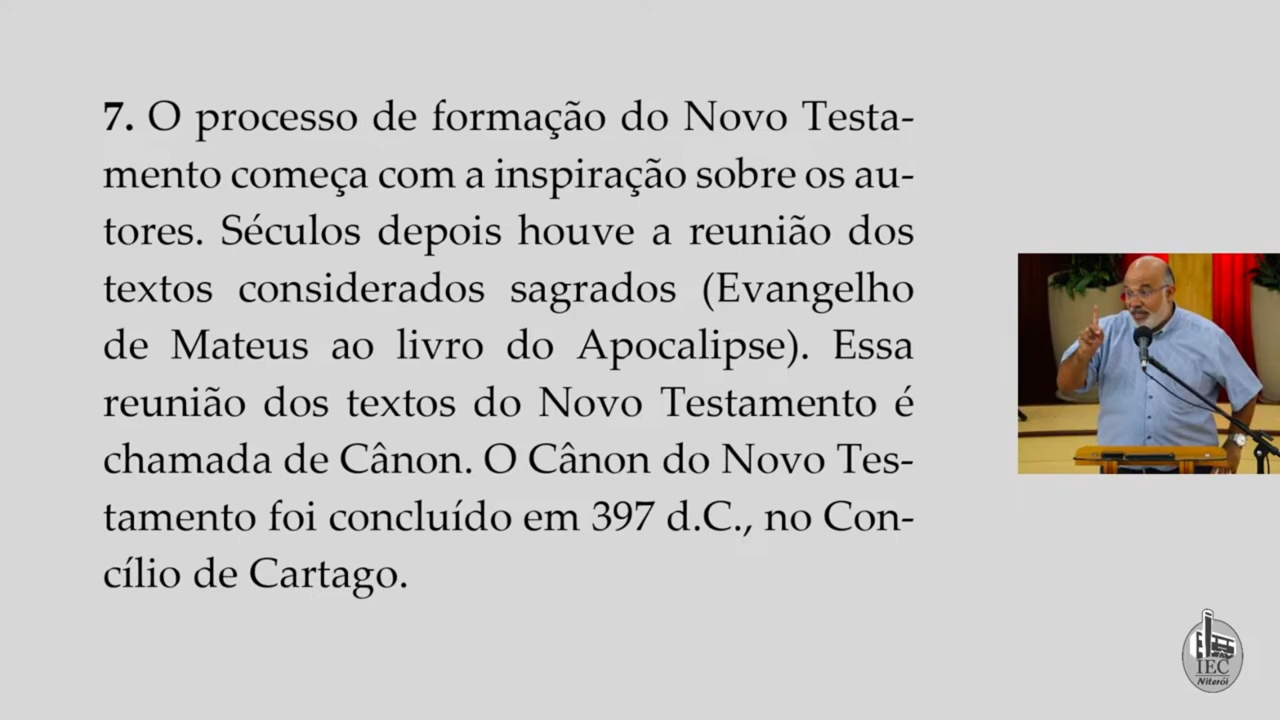 7. O processo de formação do Novo Testa-
mento começa com a inspiração sobre os au-
tores. Séculos depois houve a reunião dos
textos considerados sagrados (Evangelho
de Mateus ao livro do Apocalipse). Essa
reunião dos textos do Novo Testamento é
chamada de Cânon. O Cânon do Novo Tes-
tamento foi concluído em 397 d.C., no Con-
cílio de Cartago.
IEC
Niterói